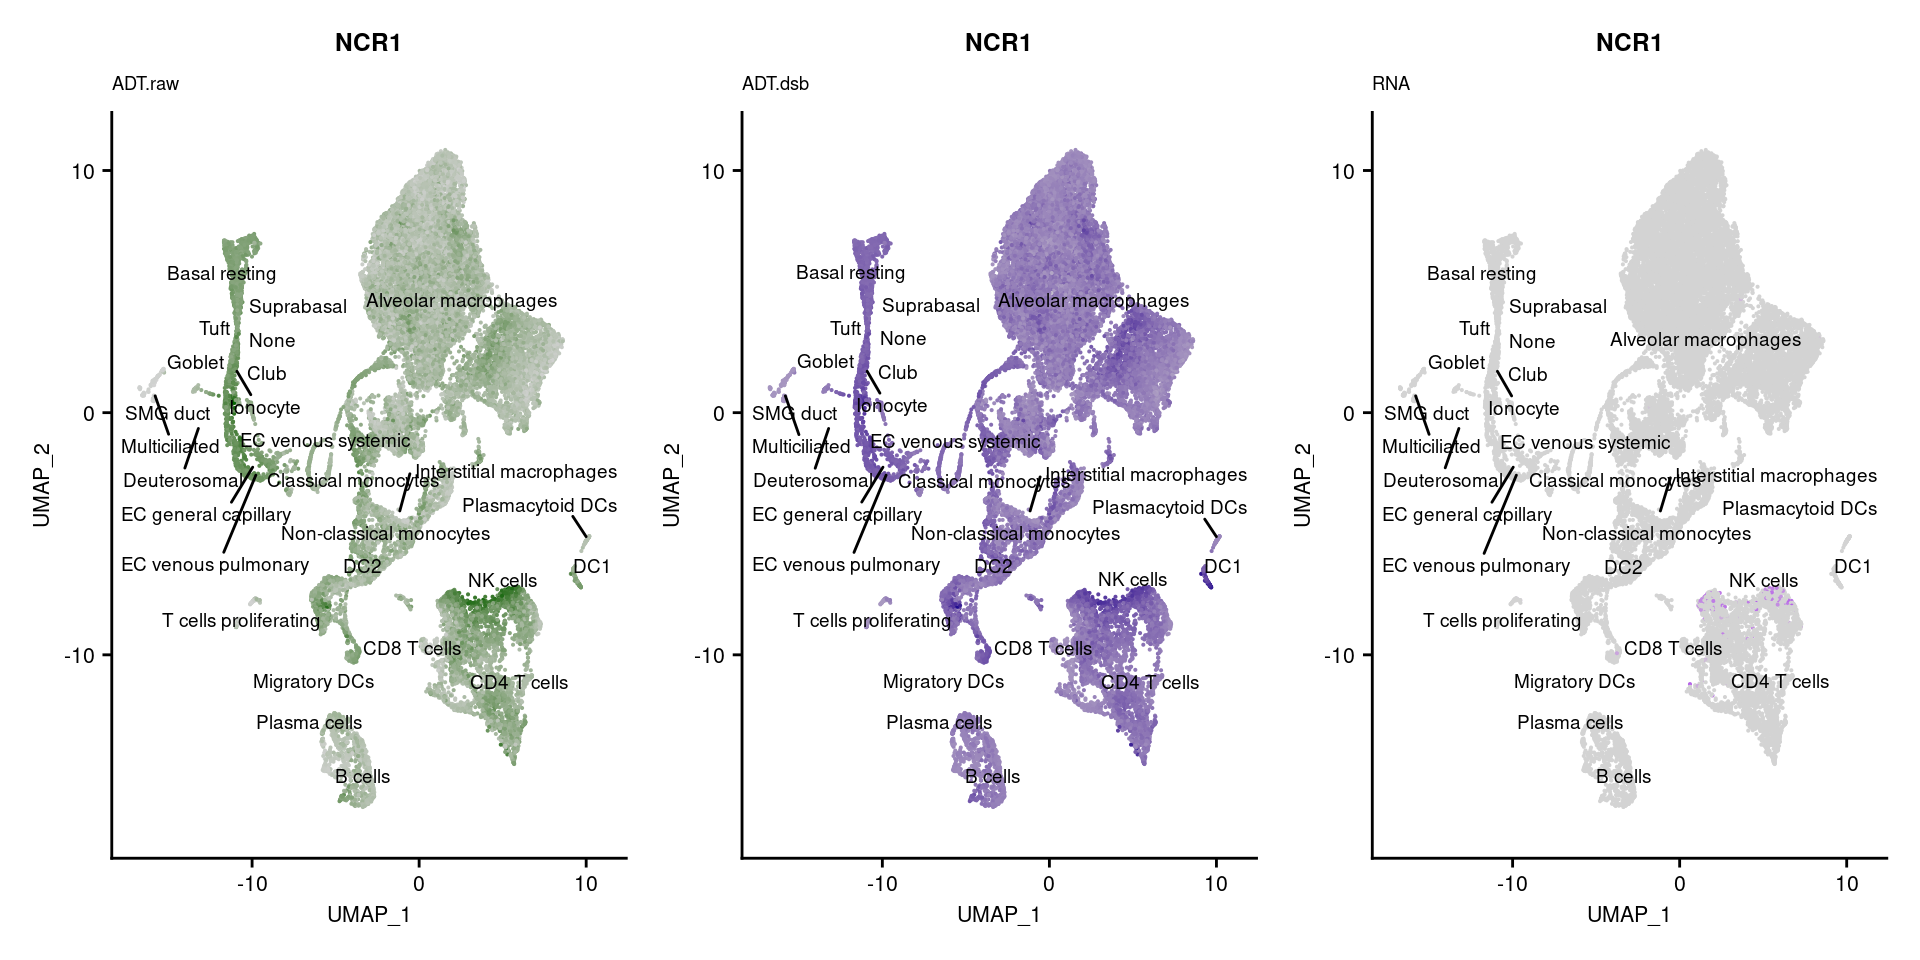 NCR1
ADT.raw
10
0
-10
UMAP_2
Basal resting
Suprabasal
Alveolar macrophages
Tuft
None
Goblet
Club
SMG duct
Ionocyte
Multiciliated
EC venous systemic
Deuterosomal
Classical monocytes
Interstitial macrophages
EC general capillary
Plasmacytoid DCs
Non-classical monocytes
EC venous pulmonary
DC2
DC1
NK cells
T cells proliferating
CD8 T cells
Migratory DCs
CD4 T cells
Plasma cells
B cells
-10
0
10
UMAP_1
NCR1
ADT.dsb
10
0
-10
UMAP_2
Basal resting
Suprabasal
Alveolar macrophages
Tuft
None
Goblet
Club
SMG duct
Ionocyte
Multiciliated
EC venous systemic
Deuterosomal
Classical monocytes
Interstitial macrophages
EC general capillary
Plasmacytoid DCs
Non-classical monocytes
EC venous pulmonary
DC2
DC1
NK cells
T cells proliferating
CD8 T cells
Migratory DCs
CD4 T cells
Plasma cells
B cells
-10
0
10
UMAP_1
NCR1
RNA
10
0
-10
UMAP_2
Basal resting
Suprabasal
Tuft
None
Alveolar macrophages
Goblet
Club
SMG duct
Ionocyte
Multiciliated
EC venous systemic
Deuterosomal
Classical monocytes
Interstitial macrophages
EC general capillary
Plasmacytoid DCs
Non-classical monocytes
EC venous pulmonary
DC2
DC1
NK cells
T cells proliferating
CD8 T cells
Migratory DCs
CD4 T cells
Plasma cells
B cells
-10
0
10
UMAP_1